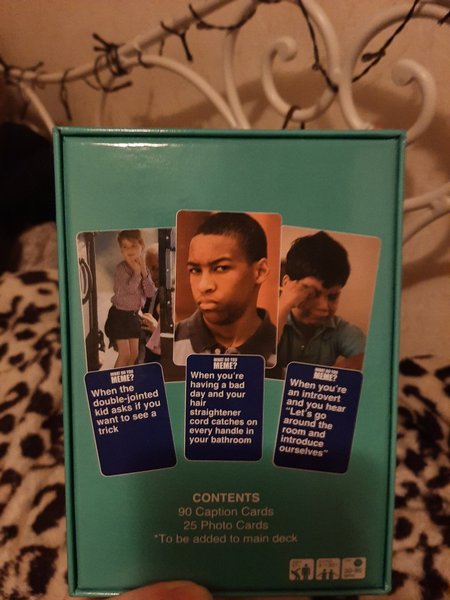 WHAT DO YOU
MEME?
When the
double-jointed
kid asks if you
want to see a
trick
WHAT DO YOU
MEME?
When you're
having a bad
day and your
hair
straightener
cord catches on
every handle in
your bathroom
WHAT DO YOU
MEME?
When you're
an introvert
and you hear
"Let's go
around the
room and
introduce
ourselves"
CONTENTS
90 Caption Cards
25 Photo Cards
*To be added to main deck